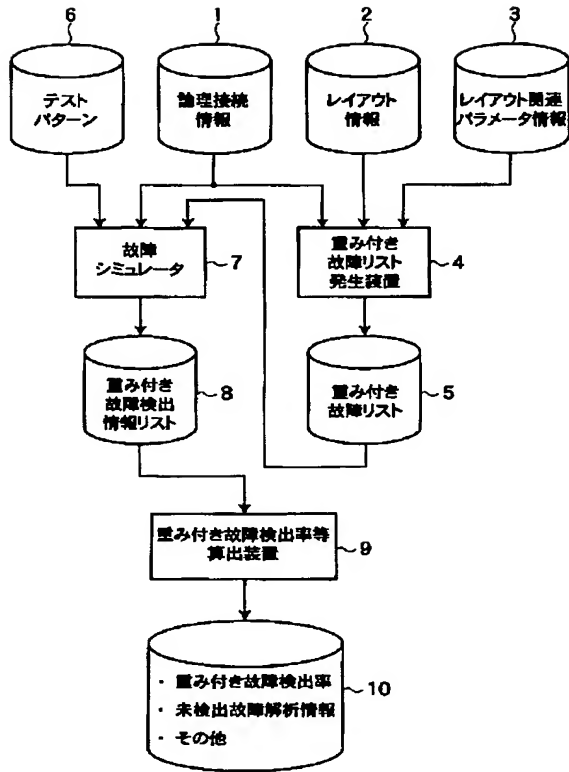 6
1
2
3
テスト
パターン
論理接続
情報
レイアウト
情報
レイアウト関連
パラメータ情報
故障
シミュレータ
7
重み付き
故障リスト
発生装置
4
重み付き
故障検出
情報リスト
8
重み付き
故障リスト
5
重み付き故障検出率等
算出装置
9
・ 重み付き故障検出率
・ 未検出故障解析情報
・ その他
10